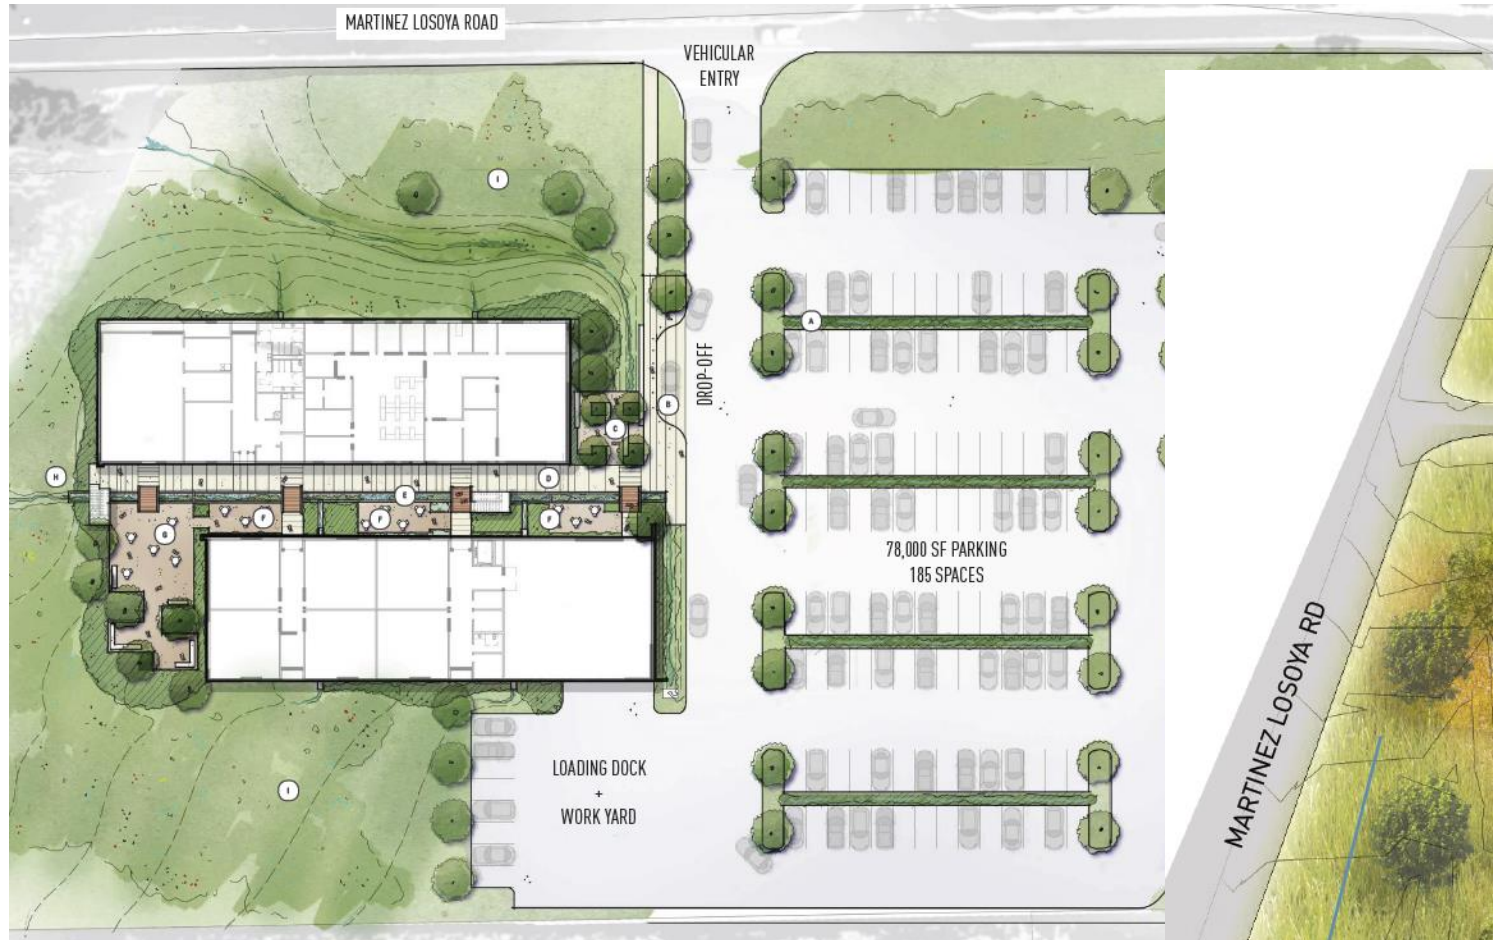 MARTINEZ LOSOYA ROAD
VEHICULAR
ENTRY
I
A
DROP-OFF
B
C
H
D
E
F
F
F
G
78,000 SF PARKING
185 SPACES
LOADING DOCK
+
WORK YARD
I
MARTINEZ LOSOYA RD